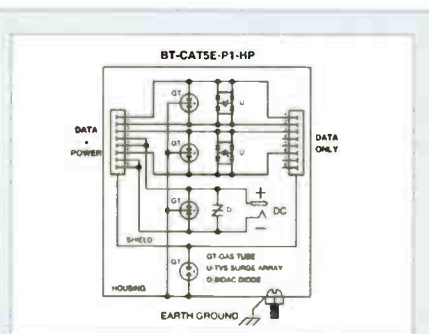 BT-CAT5E-P1-HP
GT
U
DATA
+
POWER
DATA
ONLY
GT
U
GT
D
+
DC
−
SHIELD
GT
GT-GAS TUBE
U-TVS SURGE ARRAY
D-BIDAC DIODE
HOUSING
EARTH GROUND